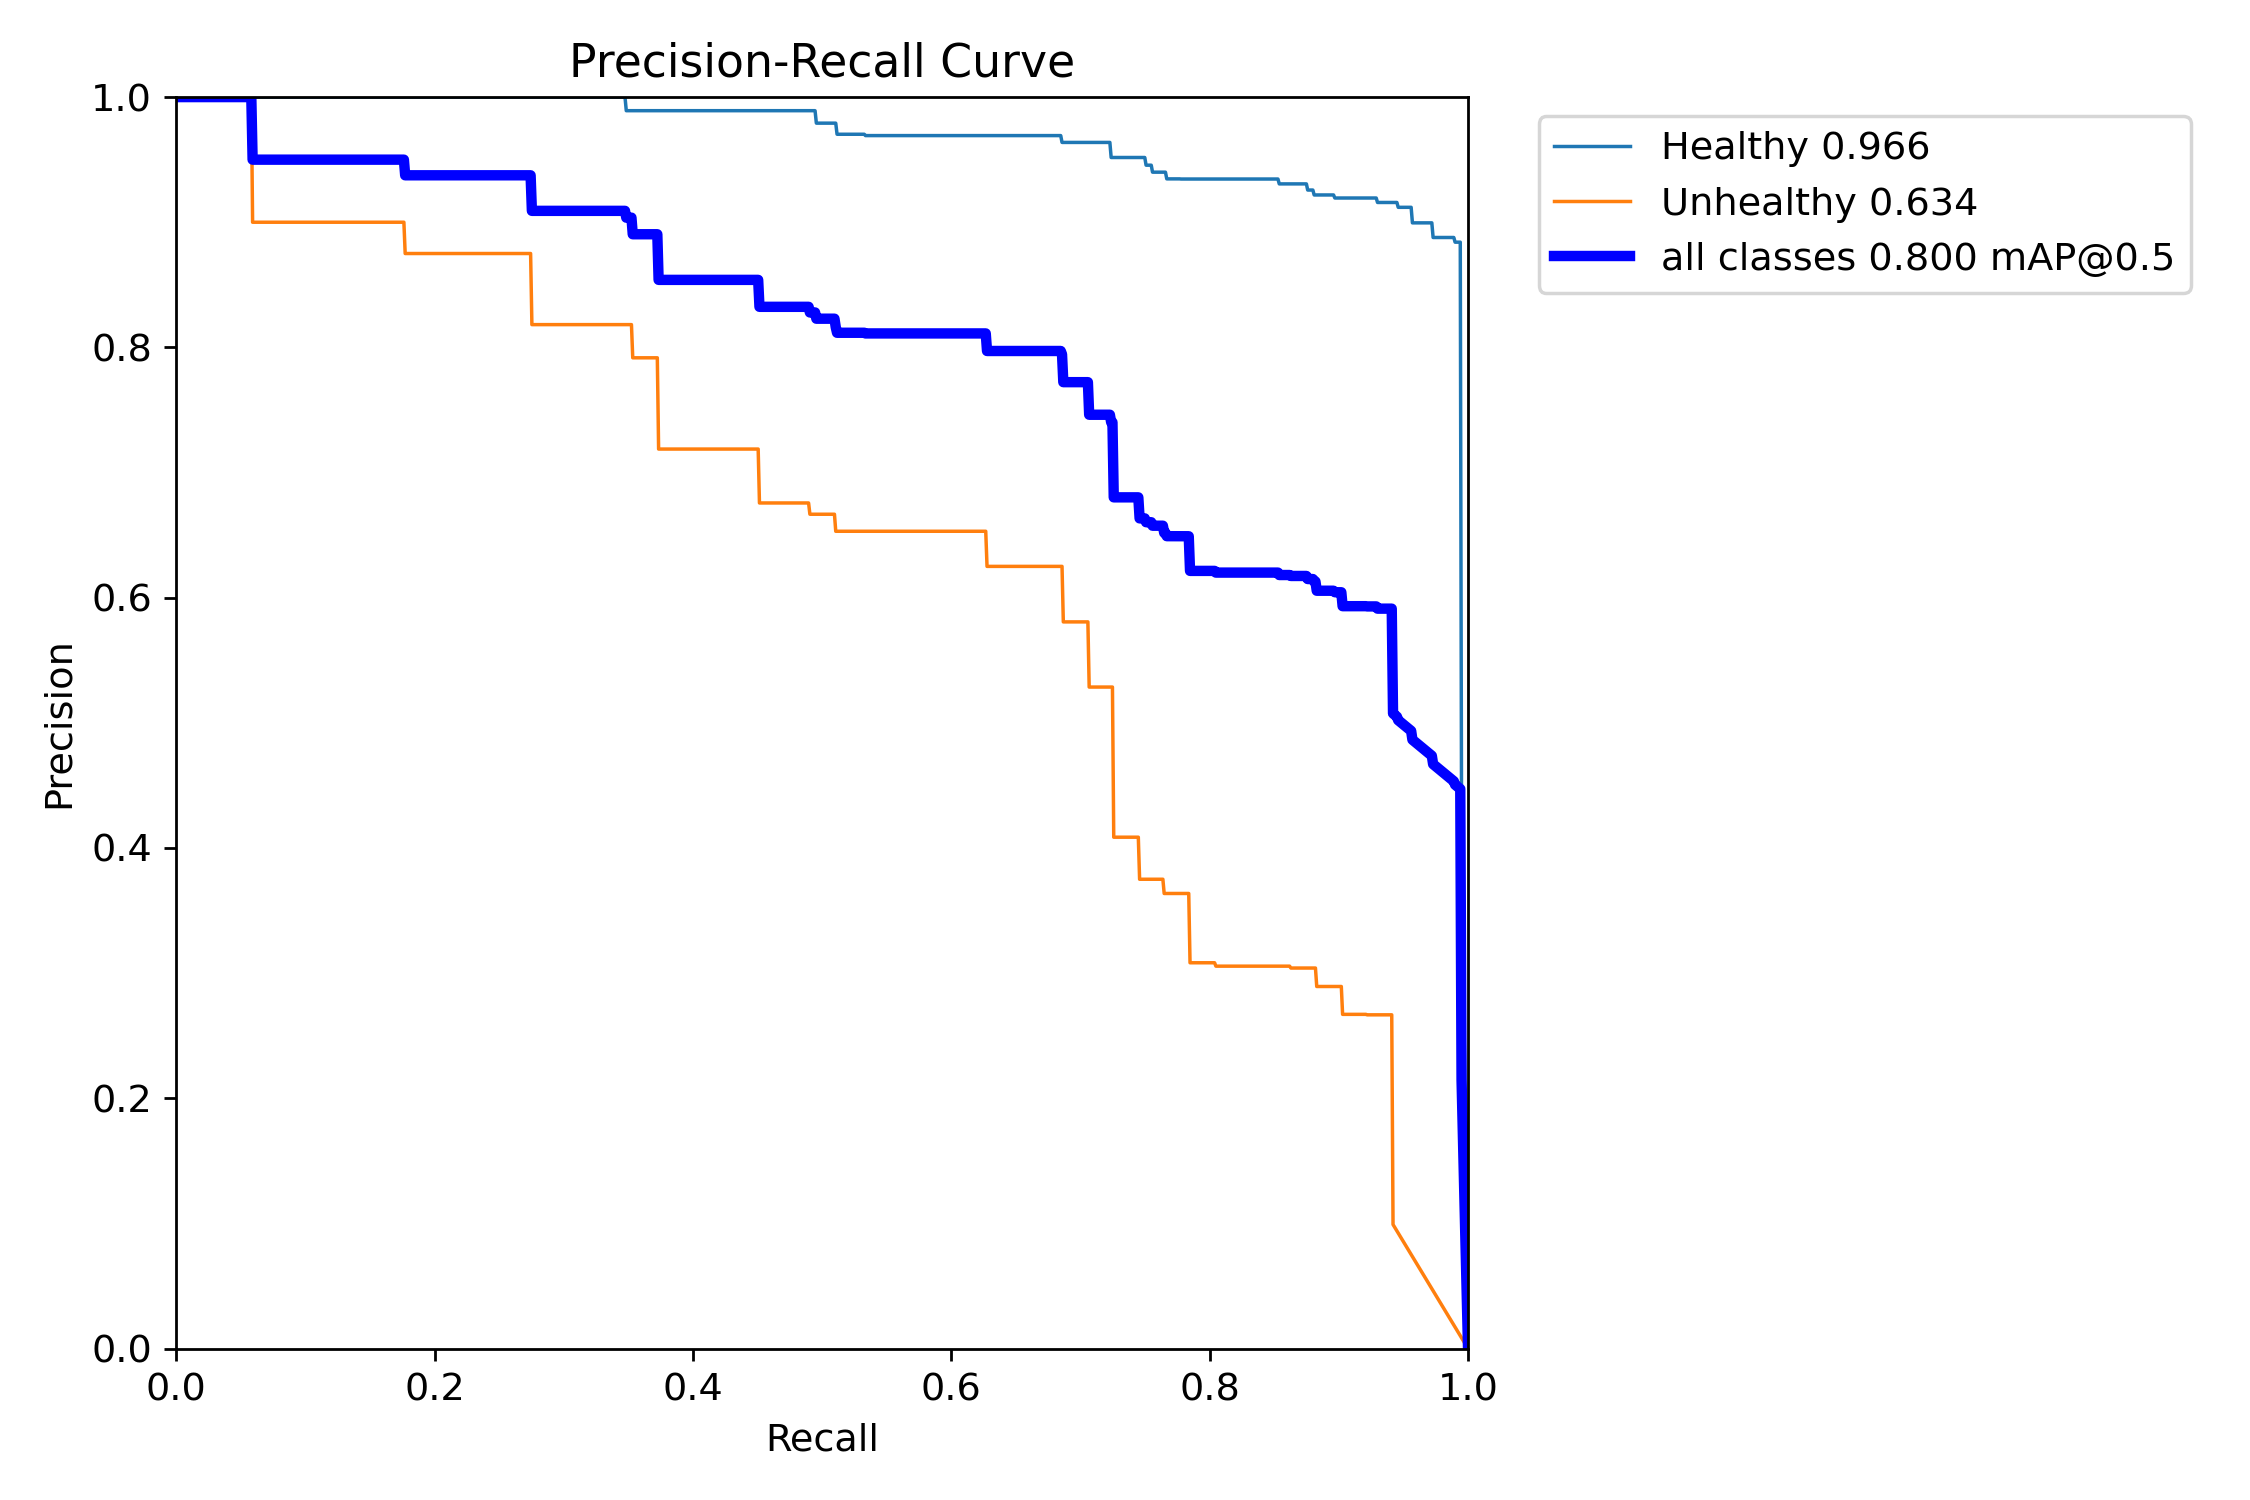 Precision-Recall Curve
1.0
0.8
0.6
0.4
0.2
0.0
Precision
0.0 0.2 0.4 0.6 0.8 1.0
Recall
Healthy 0.966
Unhealthy 0.634
all classes 0.800 mAP@0.5